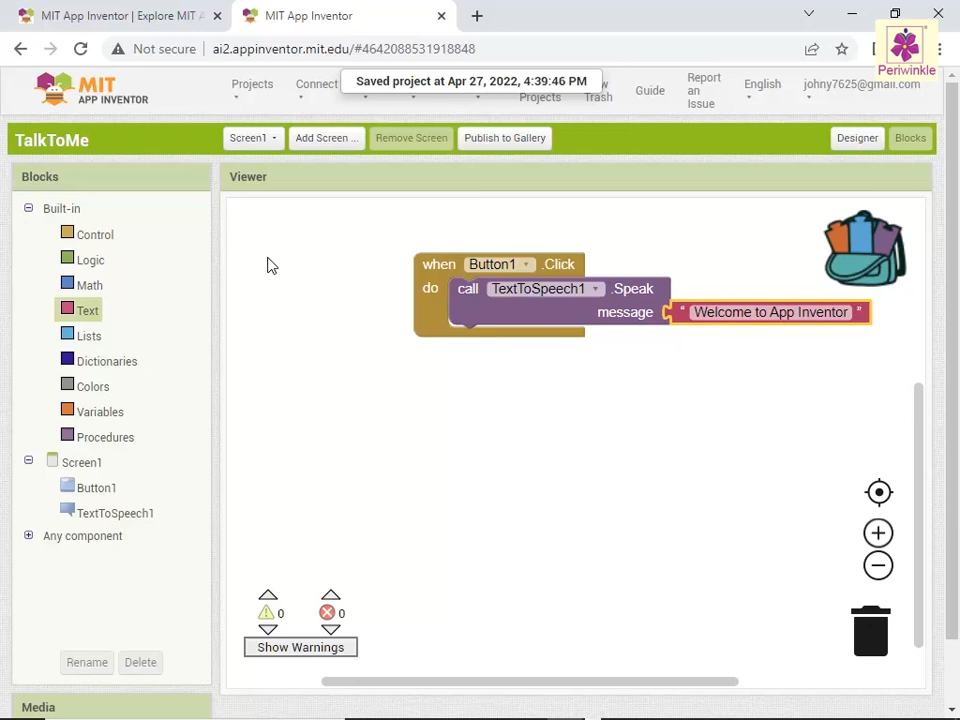 MIT App Inventor | Explore MIT A
MIT App Inventor
Not secure
ai2.appinventor.mit.edu/#4642088531918848
Periwinkle
MIT
APP INVENTOR
Projects
Connect
Saved project at Apr 27, 2022, 4:39:46 PM
Projects
Trash
Guide
Report
an
Issue
English
johny7625@gmail.com
TalkToMe
Screen1
Add Screen ...
Remove Screen
Publish to Gallery
Designer
Blocks
Blocks
Viewer
Built-in
Control
Logic
Math
Text
Lists
Dictionaries
Colors
Variables
Procedures
Screen1
Button1
TextToSpeech1
Any component
Rename
Delete
Media
when Button1 .Click
do call TextToSpeech1 .Speak
message “ Welcome to App Inventor ”
0 0
Show Warnings